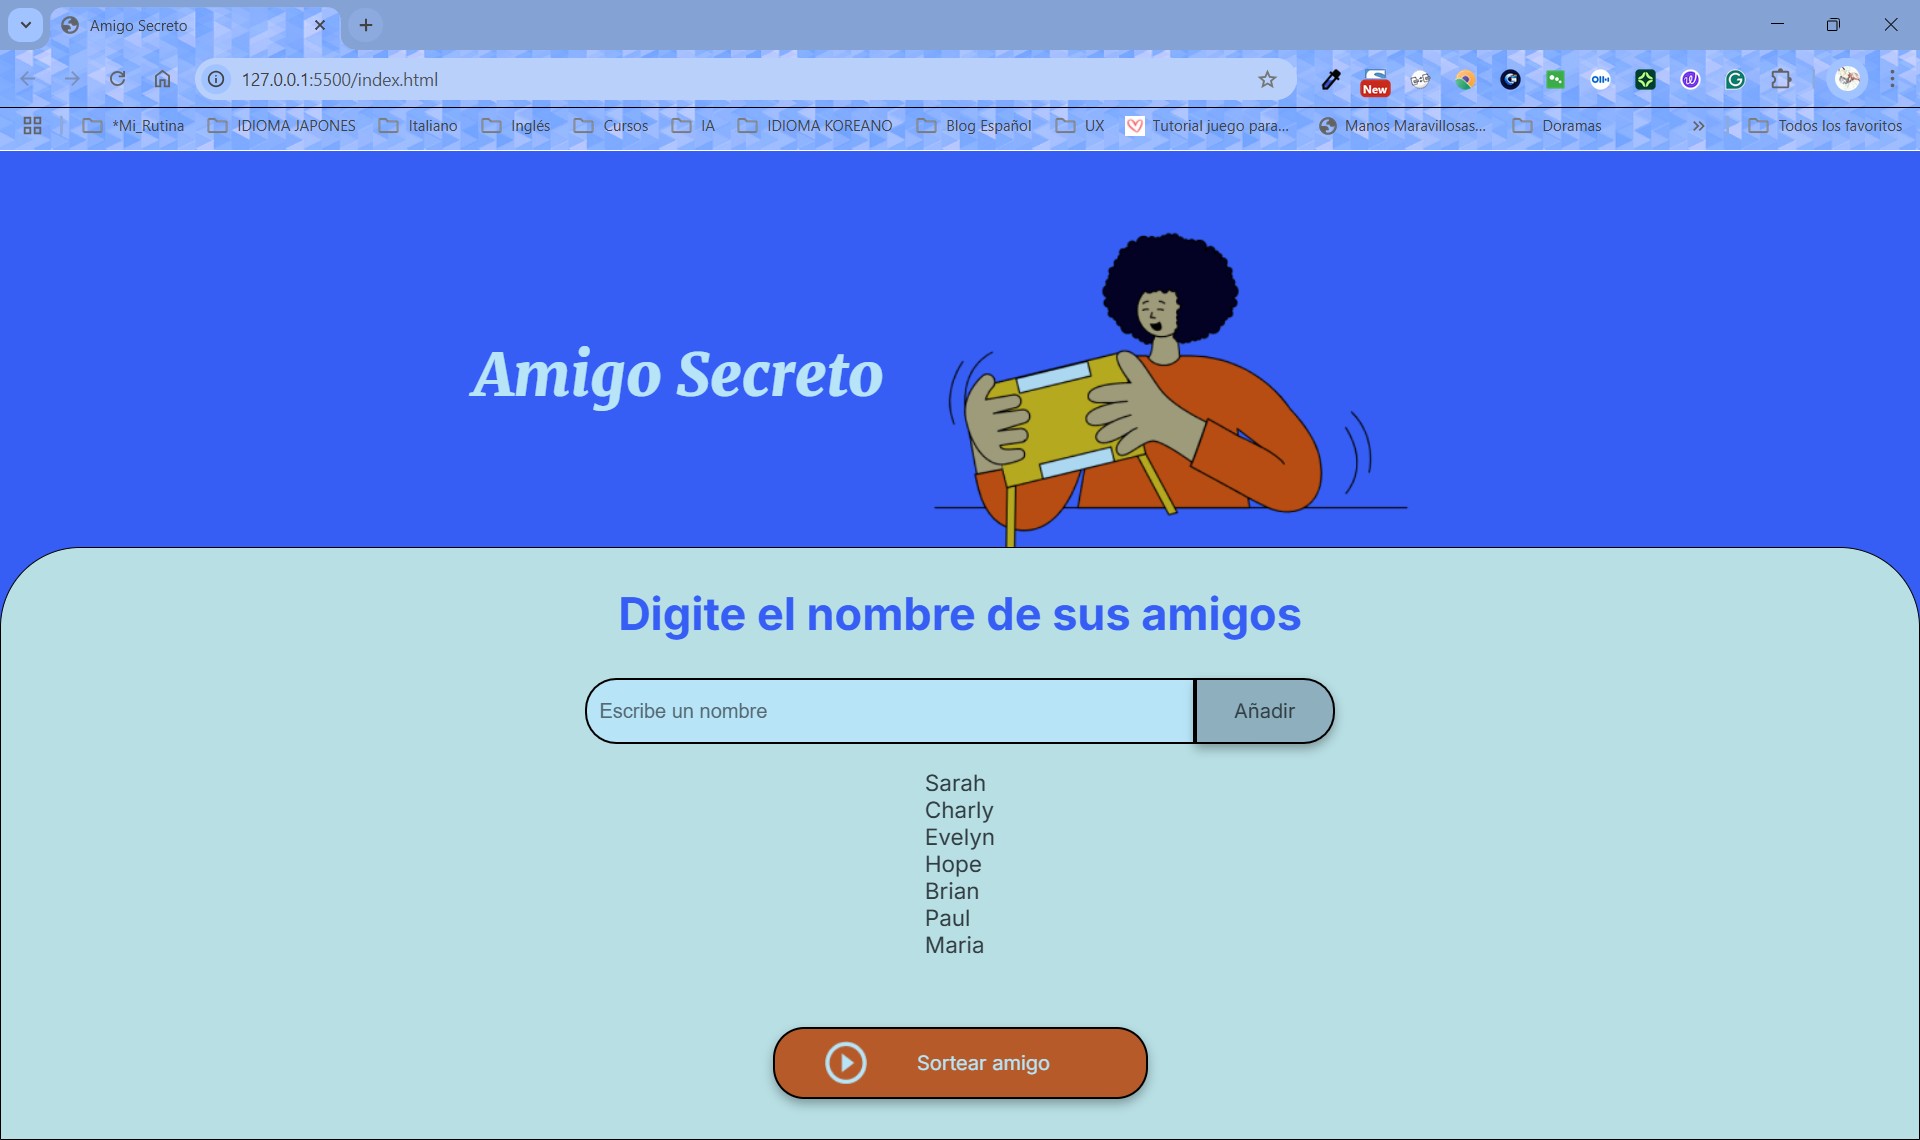 Amigo Secreto
127.0.0.1:5500/index.html
New
*Mi_Rutina IDIOMA JAPONES Italiano Inglés Cursos IA IDIOMA KOREANO Blog Español UX Tutorial juego para... Manos Maravillosas... Doramas Todos los favoritos
Amigo Secreto
Digite el nombre de sus amigos
Escribe un nombre Añadir
Sarah
Charly
Evelyn
Hope
Brian
Paul
Maria
Sortear amigo